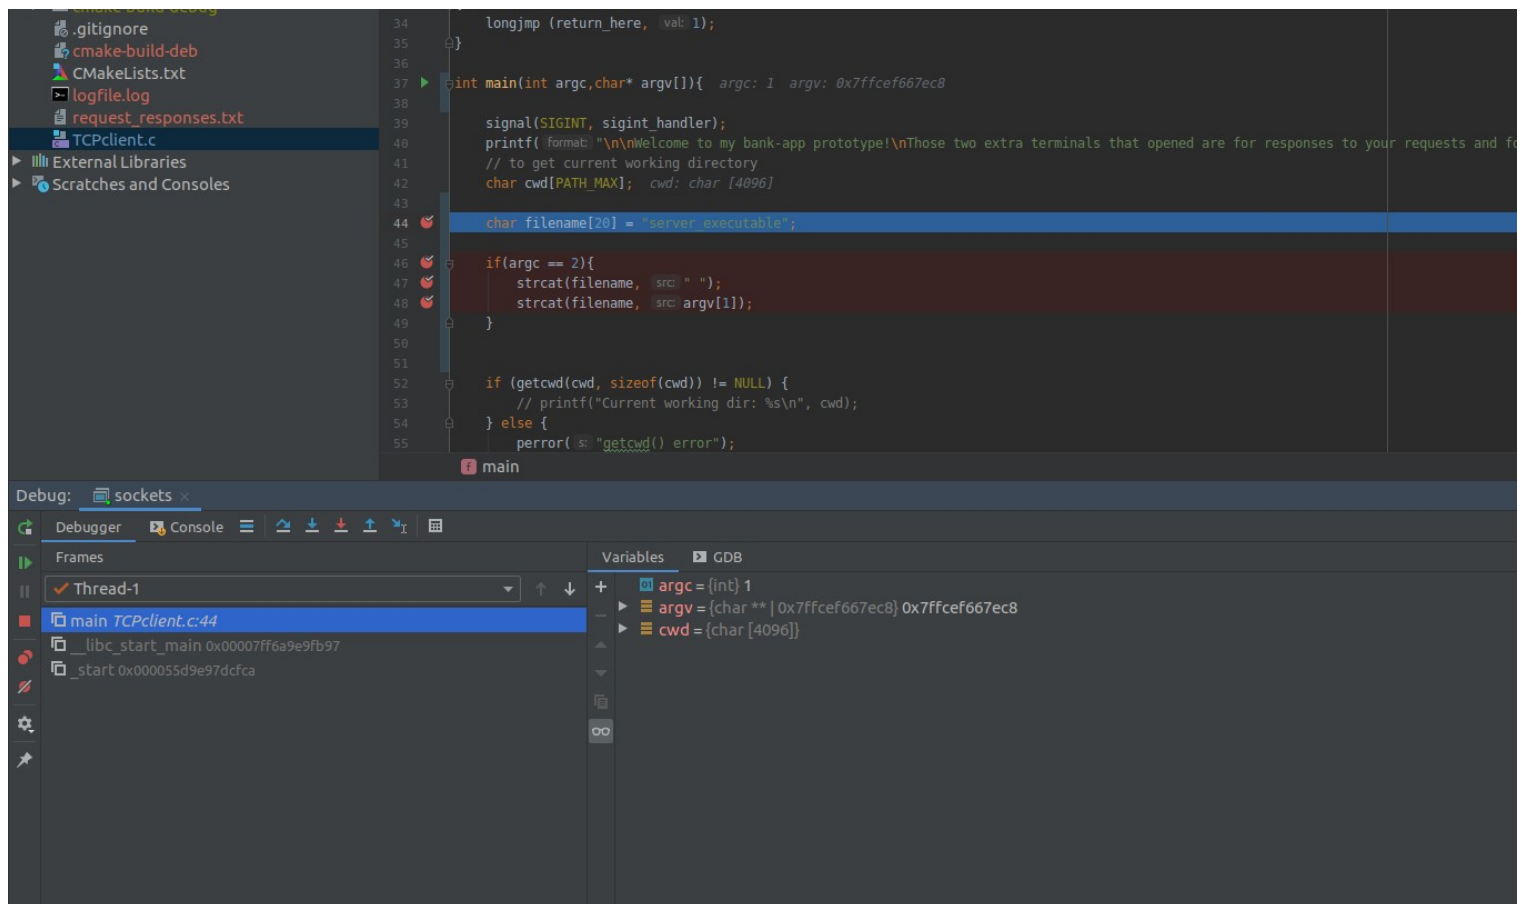 .gitignore
cmake-build-deb
CMakeLists.txt
logfile.log
request_responses.txt
TCPclient.c
External Libraries
Scratches and Consoles
34 longjmp (return_here, val: 1);
35 }
36
37 int main(int argc,char* argv[]){ argc: 1 argv: 0x7ffcef667ec8
38
39 signal(SIGINT, sigint_handler);
40 printf( format: "\n\nWelcome to my bank-app prototype!\nThose two extra terminals that opened are for responses to your requests and fo
41 // to get current working directory
42 char cwd[PATH_MAX]; cwd: char [4096]
43
44 char filename[20] = "server_executable";
45
46 if(argc == 2){
47 strcat(filename, src: " ");
48 strcat(filename, src: argv[1]);
49 }
50
51
52 if (getcwd(cwd, sizeof(cwd)) != NULL) {
53 // printf("Current working dir: %s\n", cwd);
54 } else {
55 perror( s: "getcwd() error");
f main
Debug: sockets ×
Debugger Console
Frames
Thread-1
main TCPclient.c:44
__libc_start_main 0x00007ff6a9e9fb97
_start 0x000055d9e97dcfca
Variables GDB
argc = {int} 1
argv = {char ** | 0x7ffcef667ec8} 0x7ffcef667ec8
cwd = {char [4096]}